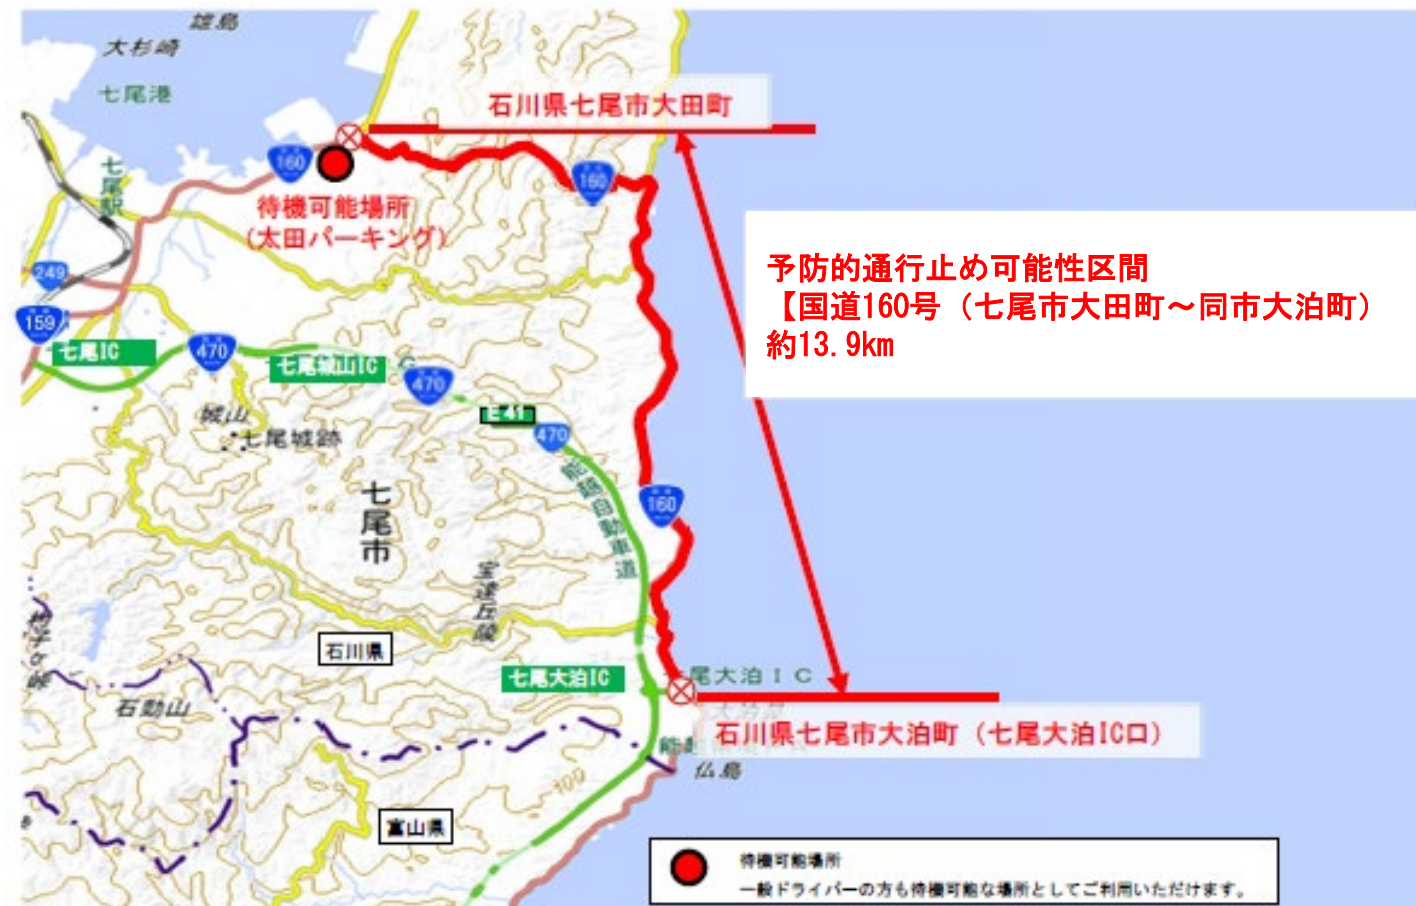 雄島
大杉崎
七尾港
石川県七尾市大田町
160
160
七尾駅
待機可能場所
(太田パーキング)
予防的通行止め可能性区間
【国道160号（七尾市大田町～同市大泊町）
約13.9km
249
159
七尾IC
470
七尾城山IC
470
E41
470
城山
七尾城跡
能越自動車道
七尾市
160
宝達丘陵
石川県
七尾大泊IC
尾大泊IC
石動山
石川県七尾市大泊町（七尾大泊IC口）
仏島
100
富山県
待機可能場所
一般ドライバーの方も待機可能な場所としてご利用いただけます。